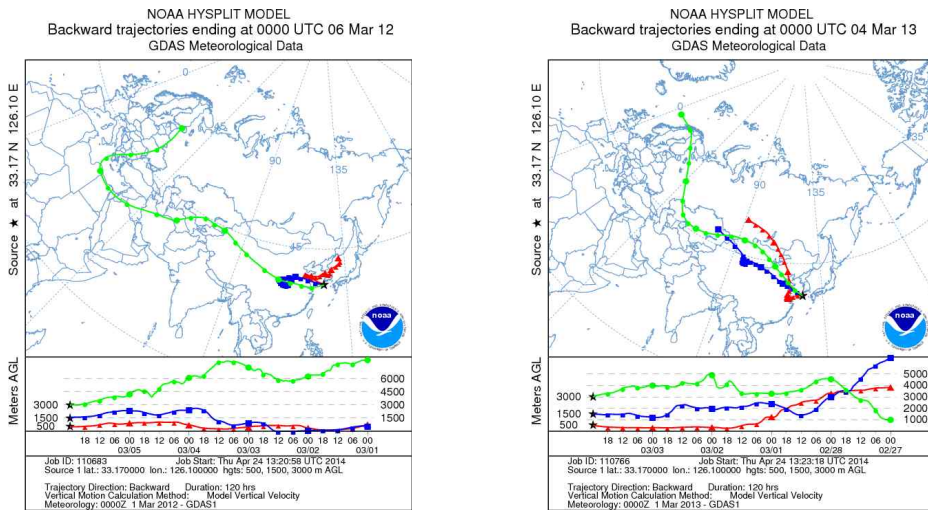 NOAA HYSPLIT MODEL
Backward trajectories ending at 0000 UTC 06 Mar 12
GDAS Meteorological Data
Source ★ at 33.17 N 126.10 E
0
90
135
45
noaa
Meters AGL
6000
4500
3000
1500
3000
1500
500
18 12 06 00 18 12 06 00 18 12 06 00 18 12 06 00 18 12 06 00
03/05 03/04 03/03 03/02 03/01
Job ID: 110683 Job Start: Thu Apr 24 13:20:58 UTC 2014
Source 1 lat.: 33.170000 lon.: 126.100000 hgts: 500, 1500, 3000 m AGL
Trajectory Direction: Backward Duration: 120 hrs
Vertical Motion Calculation Method: Model Vertical Velocity
Meteorology: 0000Z 1 Mar 2012 - GDAS1
NOAA HYSPLIT MODEL
Backward trajectories ending at 0000 UTC 04 Mar 13
GDAS Meteorological Data
Source ★ at 33.17 N 126.10 E
0
135
90
135
45
noaa
Meters AGL
5000
4000
3000
2000
1000
3000
1500
500
18 12 06 00 18 12 06 00 18 12 06 00 18 12 06 00 18 12 06 00
03/03 03/02 03/01 02/28 02/27
Job ID: 110766 Job Start: Thu Apr 24 13:23:18 UTC 2014
Source 1 lat.: 33.170000 lon.: 126.100000 hgts: 500, 1500, 3000 m AGL
Trajectory Direction: Backward Duration: 120 hrs
Vertical Motion Calculation Method: Model Vertical Velocity
Meteorology: 0000Z 1 Mar 2013 - GDAS1